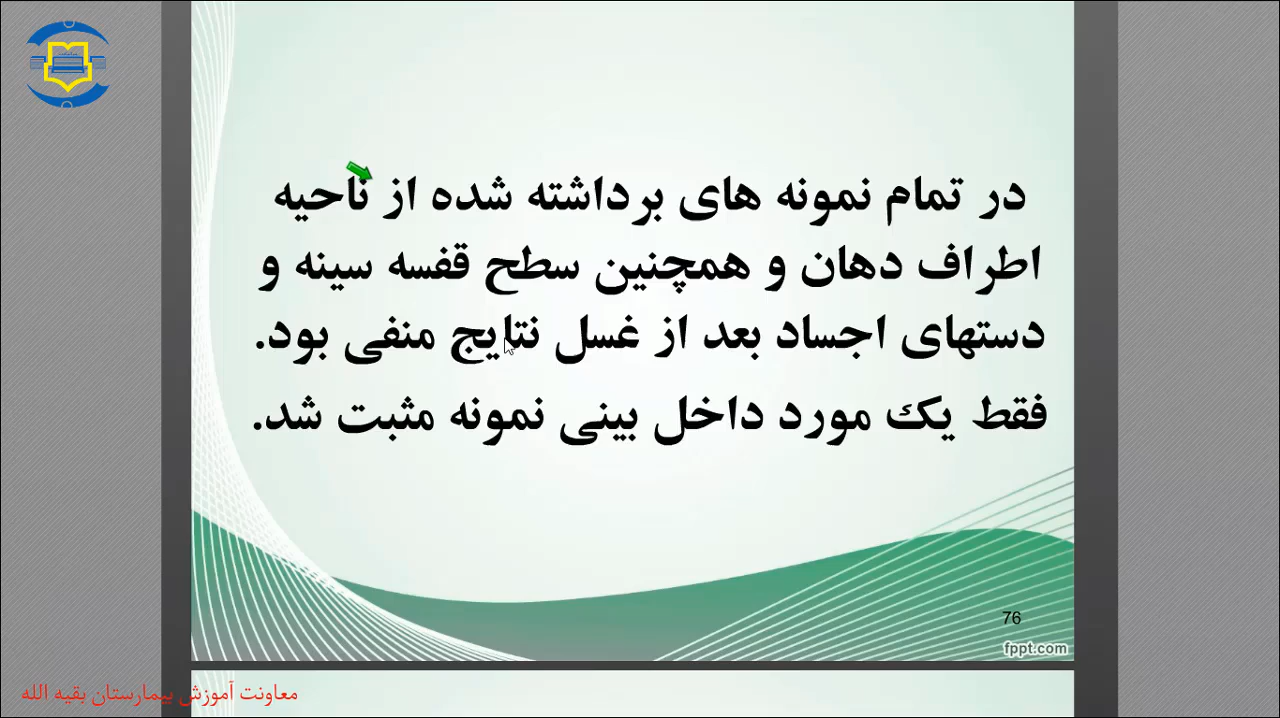 در تمام نمونه های برداشته شده از ناحیه
اطراف دهان و همچنین سطح قفسه سینه و
دستهای اجساد بعد از غسل نتایج منفی بود.
فقط یک مورد داخل بینی نمونه مثبت شد.
76
fppt.com
معاونت آموزش بیمارستان بقیه الله